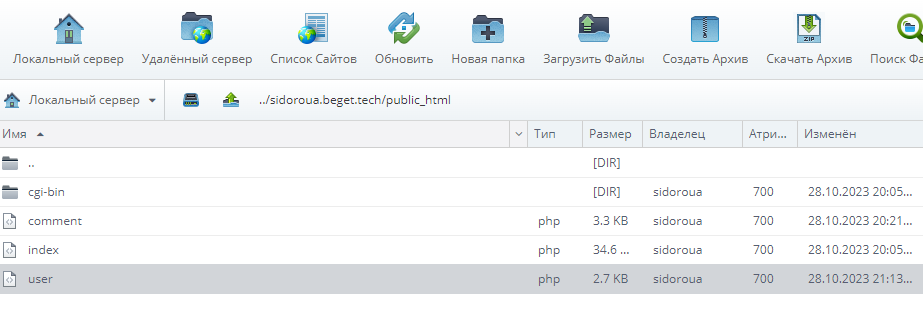 Локальный сервер Удалённый сервер Список Сайтов Обновить Новая папка Загрузить Файлы Создать Архив ZIP Скачать Архив Поиск Фа
Локальный сервер ../sidoroua.beget.tech/public_html
Имя Тип Размер Владелец Атри... Изменён
.. [DIR]
cgi-bin [DIR] sidoroua 700 28.10.2023 20:05...
comment php 3.3 KB sidoroua 700 28.10.2023 20:21...
index php 34.6 ... sidoroua 700 28.10.2023 20:05...
user php 2.7 KB sidoroua 700 28.10.2023 21:13...